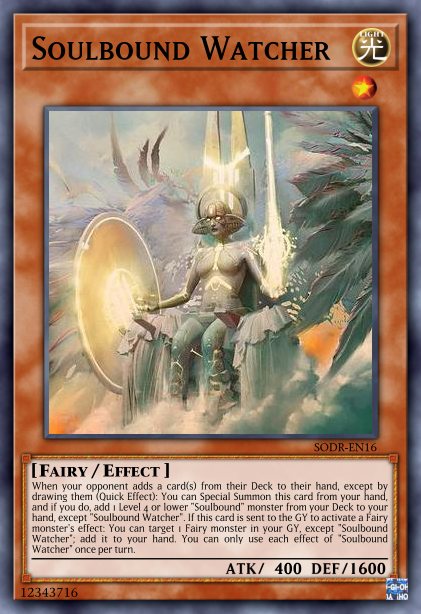 Soulbound Watcher
LIGHT
光
SODR-EN16
[Fairy / Effect]
When your opponent adds a card(s) from their Deck to their hand, except by
drawing them (Quick Effect): You can Special Summon this card from your hand,
and if you do, add 1 Level 4 or lower "Soulbound" monster from your Deck to your
hand, except "Soulbound Watcher". If this card is sent to the GY to activate a Fairy
monster's effect: You can target 1 Fairy monster in your GY, except "Soulbound
Watcher"; add it to your hand. You can only use each effect of "Soulbound
Watcher" once per turn.
ATK/ 400 DEF/1600
12343716